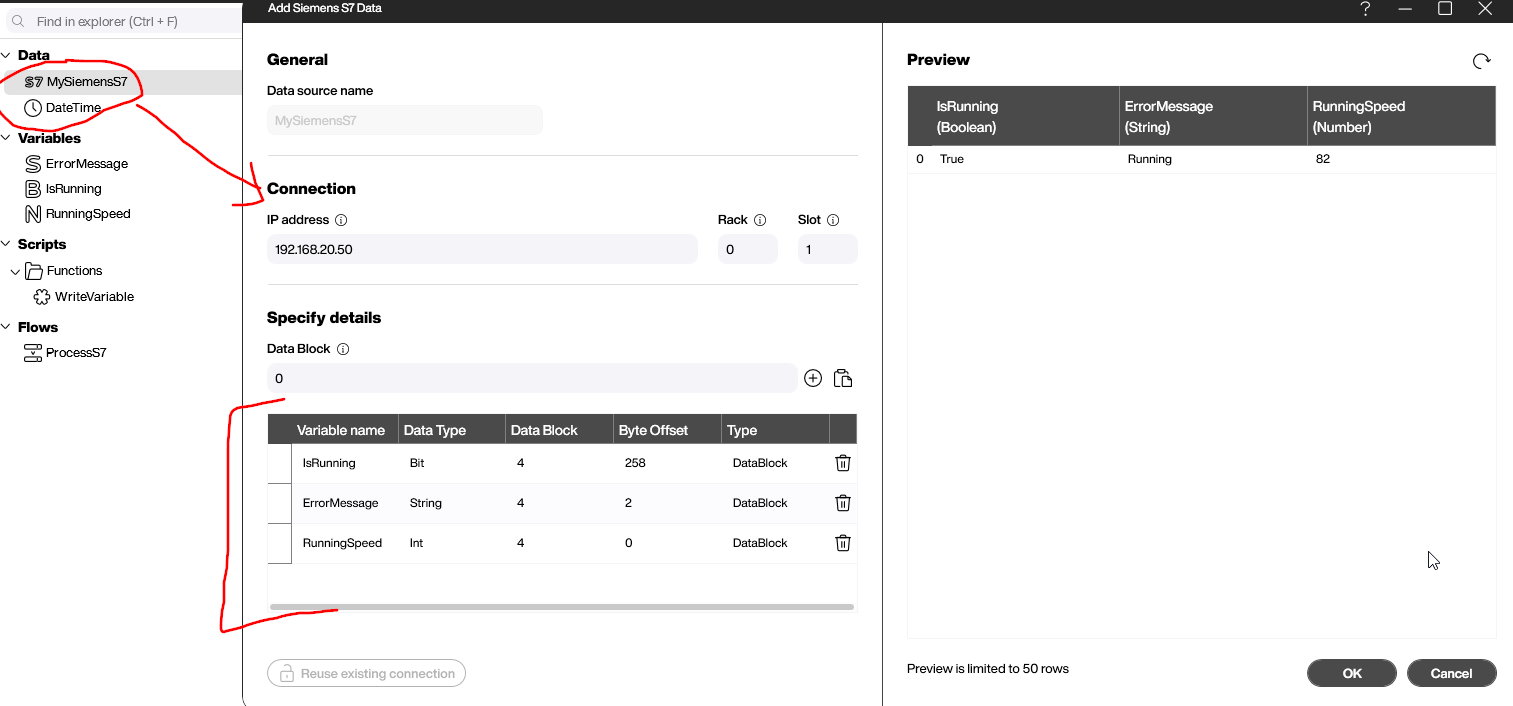 Add Siemens S7 Data
?
Find in explorer (Ctrl + F)
Data
S7 MySiemensS7
DateTime
Variables
S ErrorMessage
B IsRunning
N RunningSpeed
Scripts
Functions
WriteVariable
Flows
ProcessS7
General
Data source name
MySiemensS7
Connection
IP address Rack Slot
192.168.20.50 0 1
Specify details
Data Block
0
Variable name Data Type Data Block Byte Offset Type
IsRunning Bit 4 258 DataBlock
ErrorMessage String 4 2 DataBlock
RunningSpeed Int 4 0 DataBlock
Reuse existing connection
Preview
IsRunning ErrorMessage RunningSpeed
(Boolean) (String) (Number)
0 True Running 82
Preview is limited to 50 rows
OK Cancel